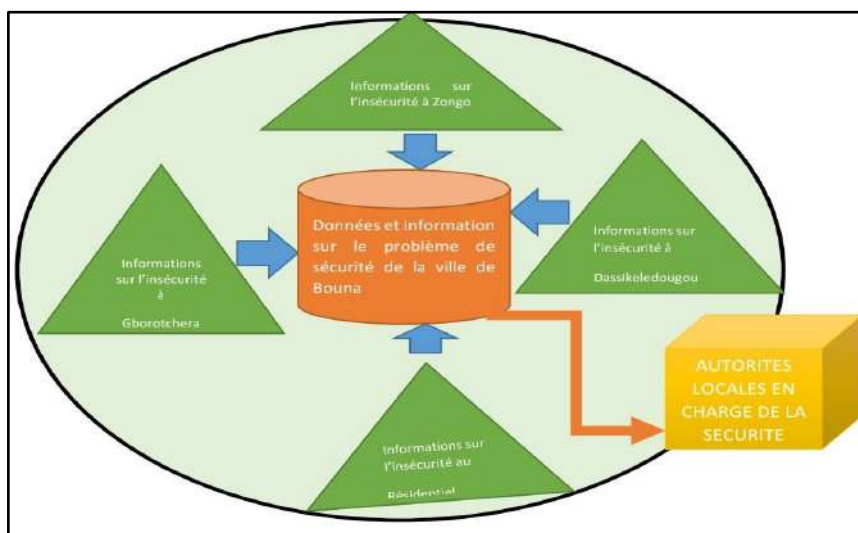 Informations sur
l'insécurité à Zongo
Données et information
sur le problème de
sécurité de la ville de
Bouna
Informations sur
l'insécurité à
Dassikeledougou
Informations
sur l'insécurité
à
Gborotchera
Informations sur
l'insécurité au
Résidentiel
AUTORITES
LOCALES EN
CHARGE DE LA
SECURITE